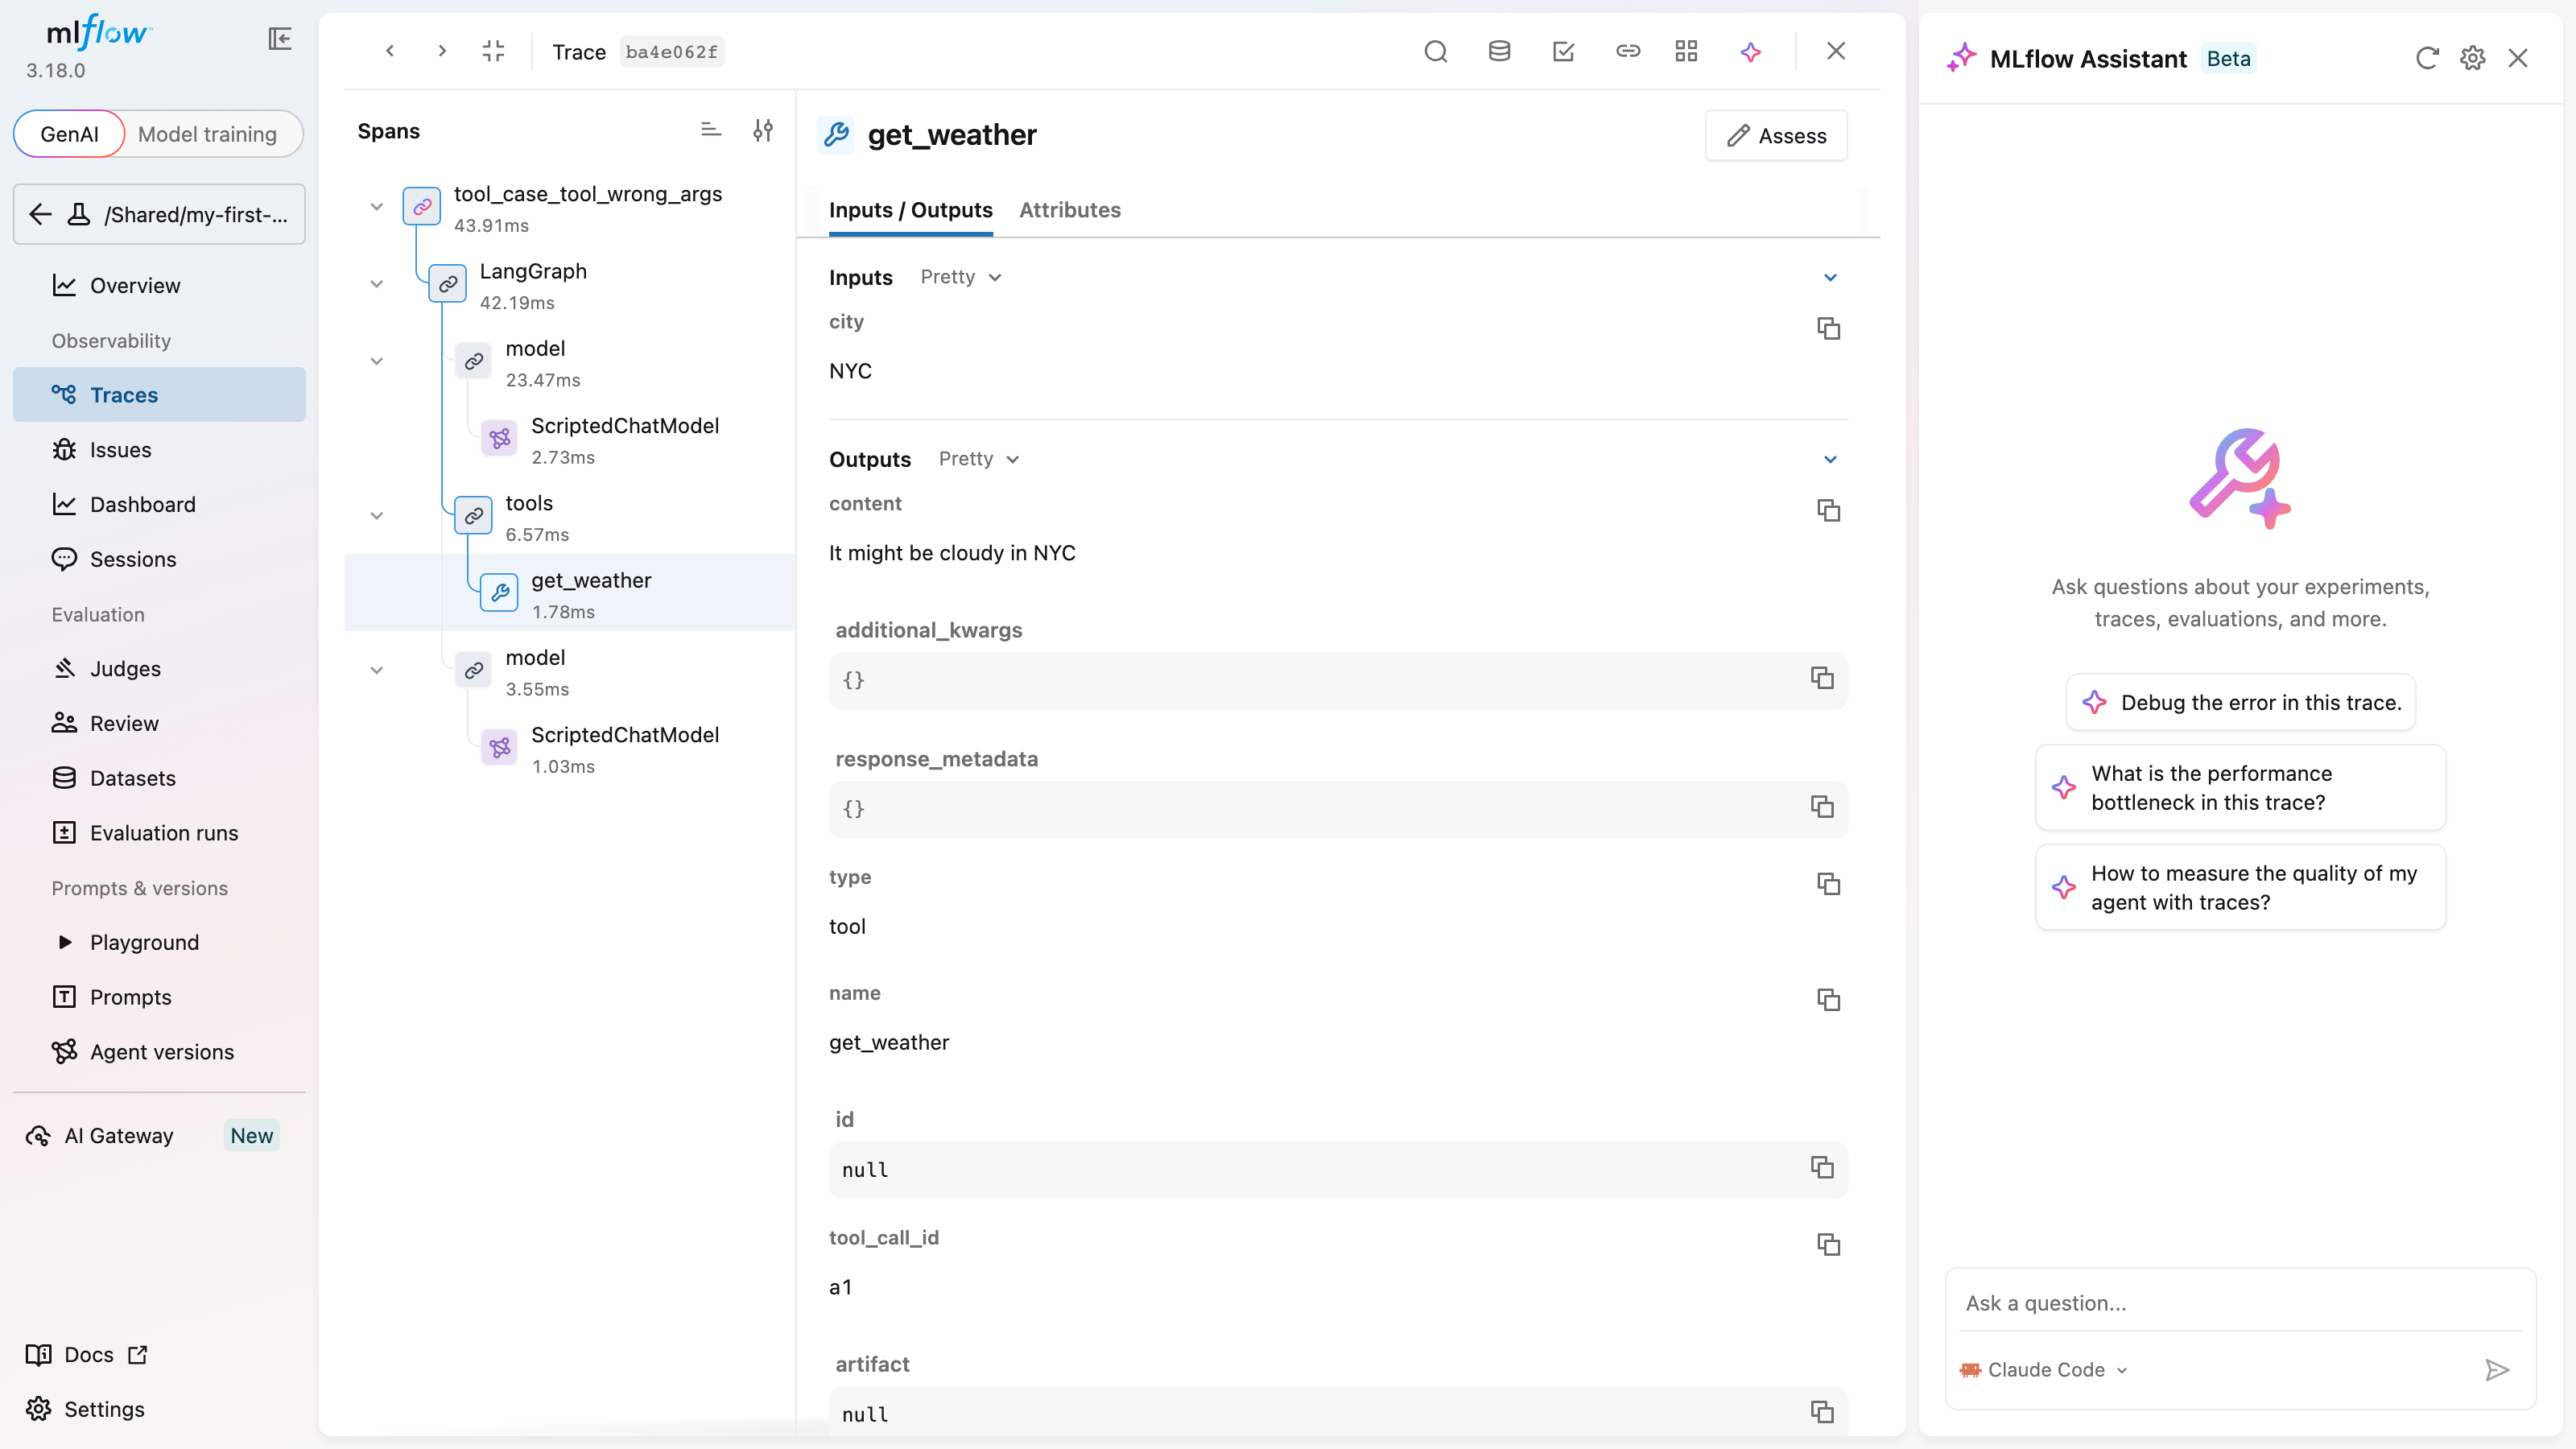 mlflow
3.18.0
GenAI
Model training
/Shared/my-first-...
Overview
Observability
Traces
Issues
Dashboard
Sessions
Evaluation
Judges
Review
Datasets
Evaluation runs
Prompts & versions
Playground
Prompts
Agent versions
AI Gateway New
Docs
Settings
Trace ba4e062f
Spans
tool_case_tool_wrong_args
43.91ms
LangGraph
42.19ms
model
23.47ms
ScriptedChatModel
2.73ms
tools
6.57ms
get_weather
1.78ms
model
3.55ms
ScriptedChatModel
1.03ms
get_weather
Assess
Inputs / Outputs Attributes
Inputs Pretty
city
NYC
Outputs Pretty
content
It might be cloudy in NYC
additional_kwargs
{}
response_metadata
{}
type
tool
name
get_weather
id
null
tool_call_id
a1
artifact
null
MLflow Assistant Beta
Ask questions about your experiments,
traces, evaluations, and more.
Debug the error in this trace.
What is the performance
bottleneck in this trace?
How to measure the quality of my
agent with traces?
Ask a question...
Claude Code